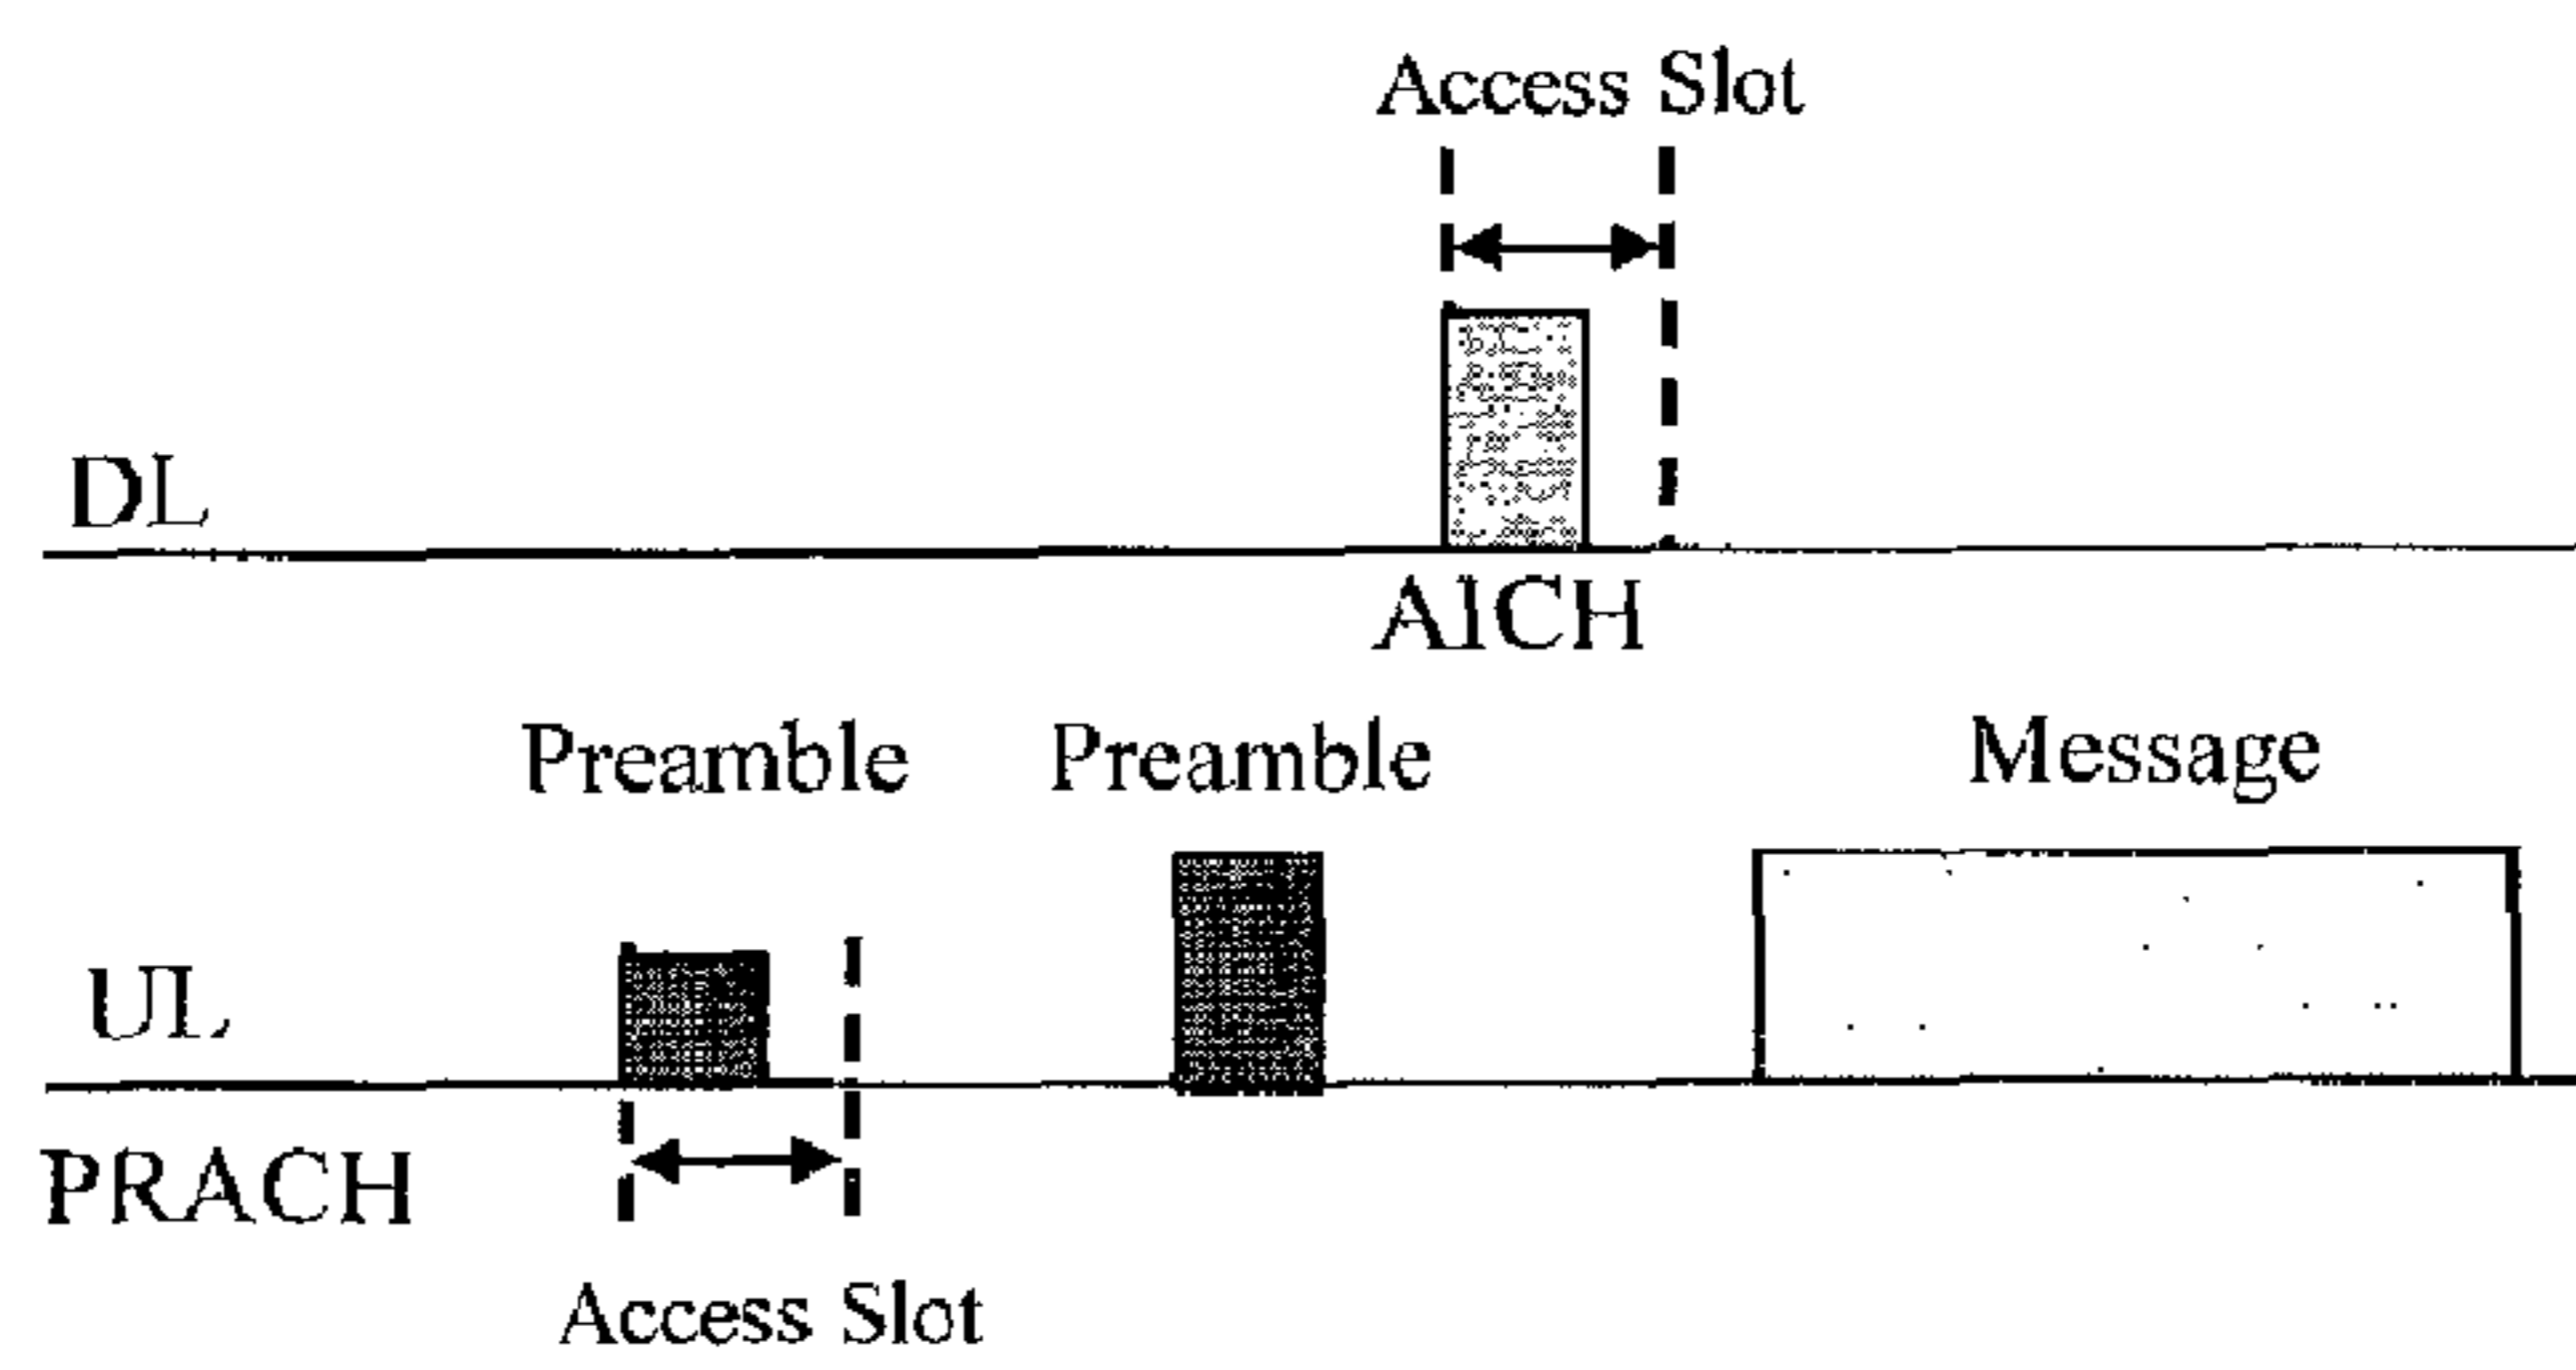 Access Slot
DL
AICH
Preamble Preamble Message
UL
PRACH
Access Slot